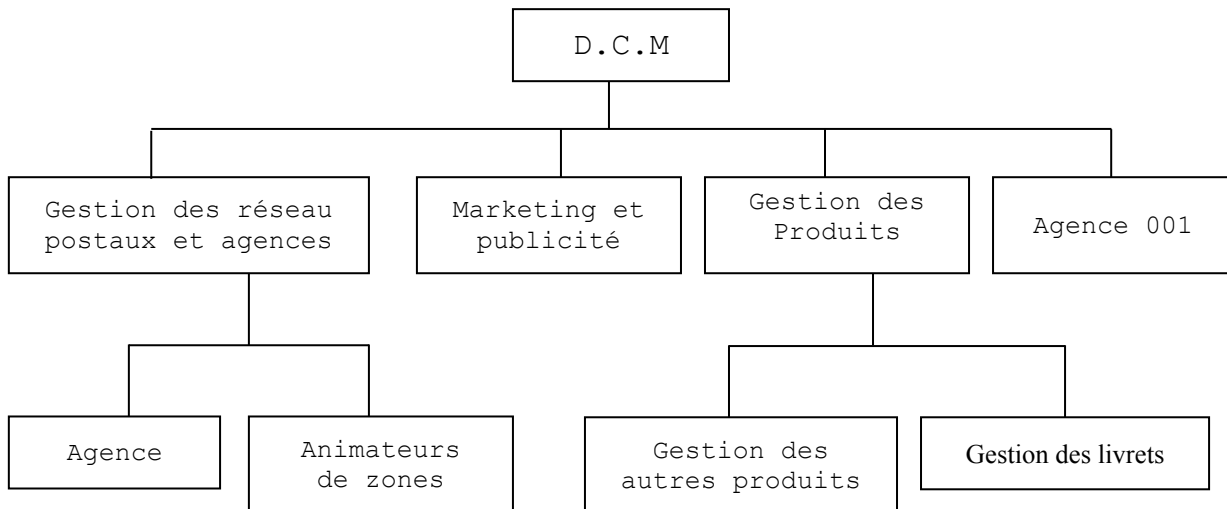 D.C.M
Gestion des réseau
postaux et agences
Marketing et
publicité
Gestion des
Produits
Agence 001
Agence
Animateurs
de zones
Gestion des
autres produits
Gestion des livrets